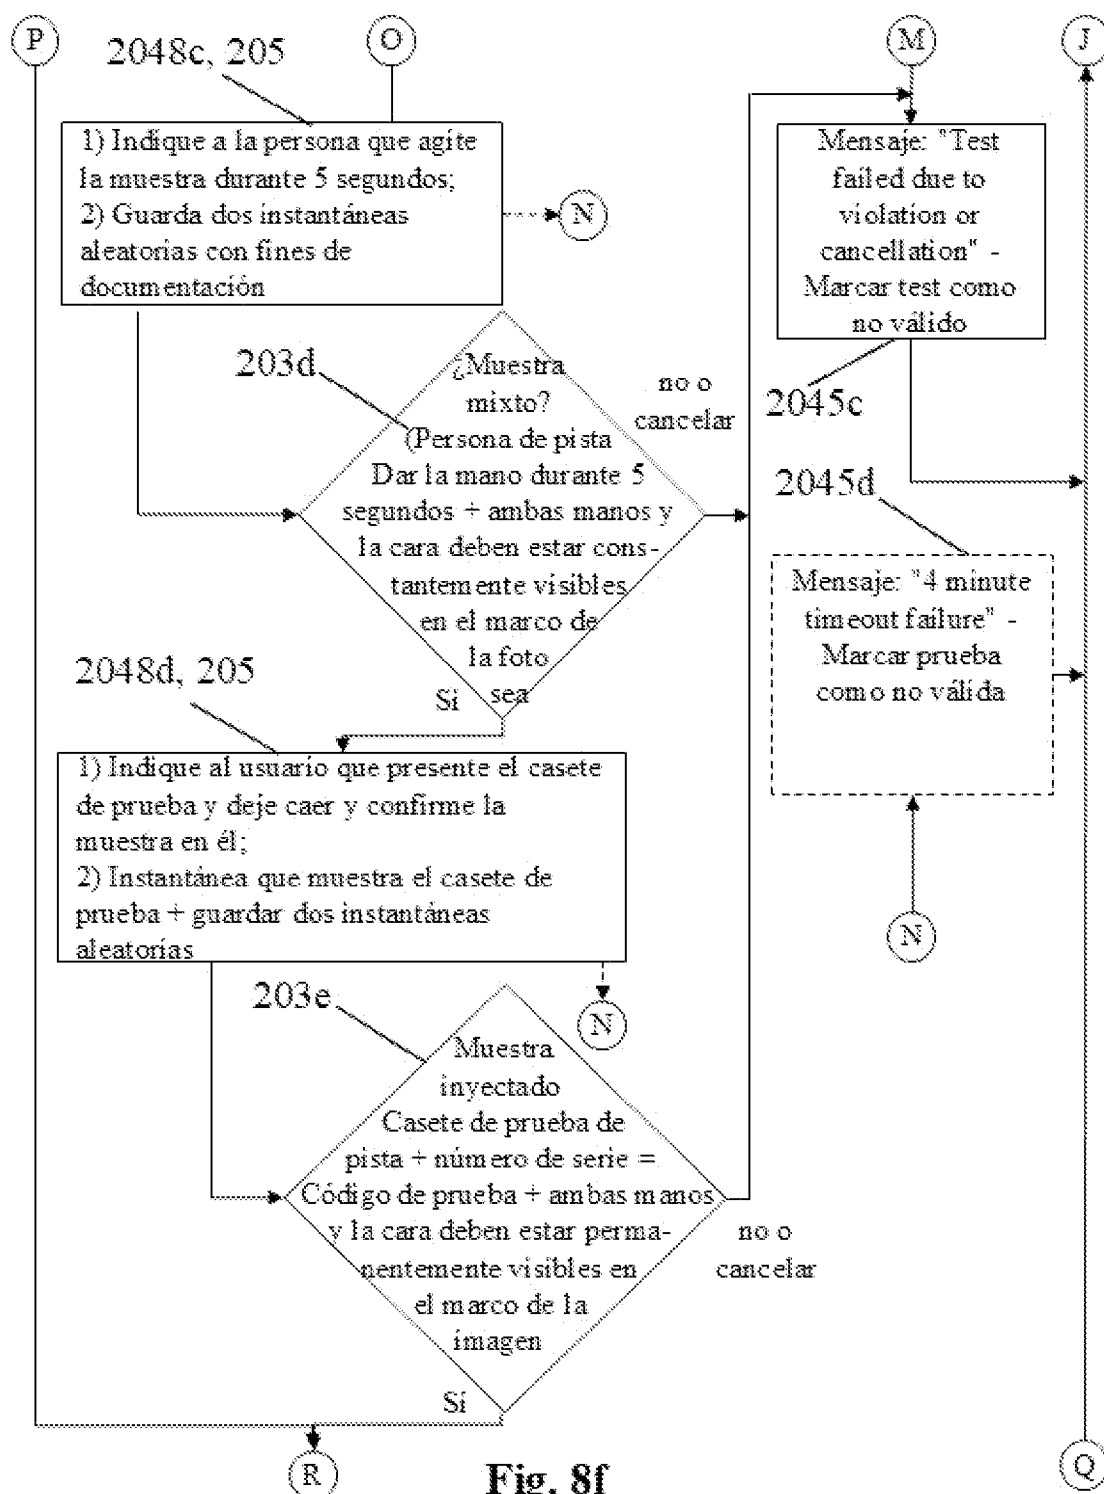 P
O
M
J
2048c, 205
1) Indique a la persona que agite
la muestra durante 5 segundos;
2) Guarda dos instantáneas
aleatorias con fines de
documentación
N
Mensaje: "Test
failed due to
violation or
cancellation" -
Marcar test como
no válido
2045c
203d
¿Muestra
mixto?
(Persona de pista
Dar la mano durante 5
segundos + ambas manos y
la cara deben estar cons-
tantemente visibles
en el marco de
la foto
sea
no o
cancelar
Sí
2045d
Mensaje: "4 minute
timeout failure" -
Marcar prueba
como no válida
N
2048d, 205
1) Indique al usuario que presente el casete
de prueba y deje caer y confirme la
muestra en él;
2) Instantánea que muestra el casete de
prueba + guardar dos instantáneas
aleatorias
N
203e
Muestra
inyectado
Casete de prueba de
pista + número de serie =
Código de prueba + ambas manos
y la cara deben estar perma-
nentemente visibles en
el marco de la
imagen
no o
cancelar
Sí
R
Q
Fig. 8f